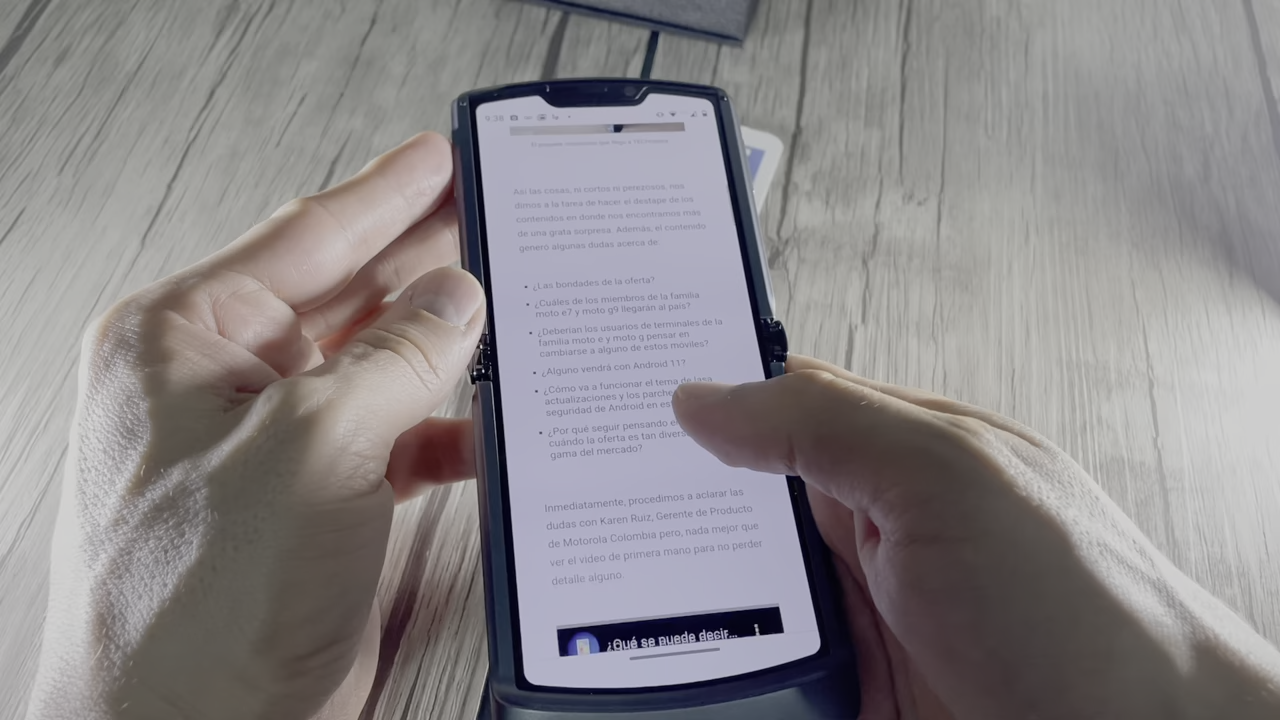 9:38
El pequeño
Así las cosas, ni cortos ni perezosos, nos
dimos a la tarea de hacer el destape de los
contenidos en donde nos encontramos más
de una grata sorpresa. Además, el contenido
generó algunas dudas acerca de:
• ¿Las bondades de la oferta?
• ¿Cuáles de los miembros de la familia
moto e7 y moto g9 llegarán al país?
• ¿Deberían los usuarios de terminales de la
familia moto e y moto g pensar en
cambiarse a alguno de estos móviles?
• ¿Alguno vendrá con Android 11?
• ¿Cómo va a funcionar el tema de
actualizaciones y los
seguridad de Android en
• ¿Por qué seguir pensando
cuándo la oferta es tan
gama del mercado?
Inmediatamente, procedimos a aclarar las
dudas con Karen Ruiz, Gerente de Producto
de Motorola Colombia pero, nada mejor que
ver el video de primera mano para no perder
detalle alguno.
¿Qué se puede decir...